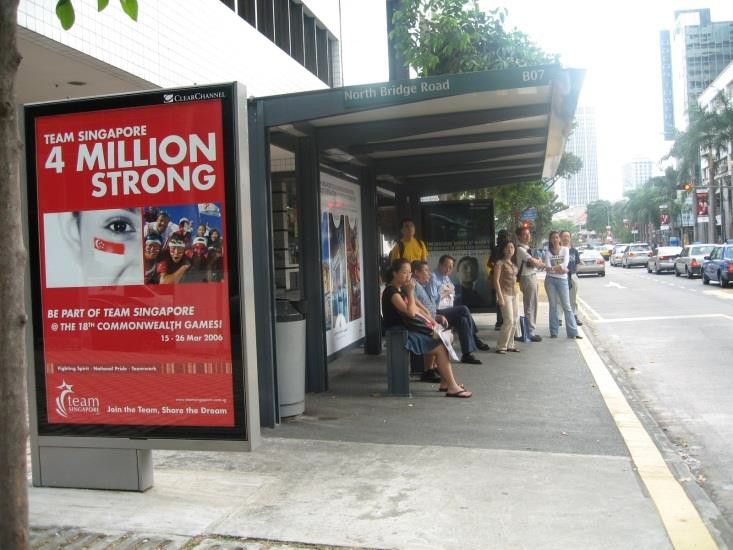 CLEARCHANNEL
TEAM SINGAPORE
4 MILLION
STRONG
BE PART OF TEAM SINGAPORE
@ THE 18TH COMMONWEALTH GAMES!
15 - 26 Mar 2006
Fighting Spirit · National Pride · Teamwork
www.teamsingapore.com.sg
team
SINGAPORE
Join the Team, Share the Dream
North Bridge Road B07